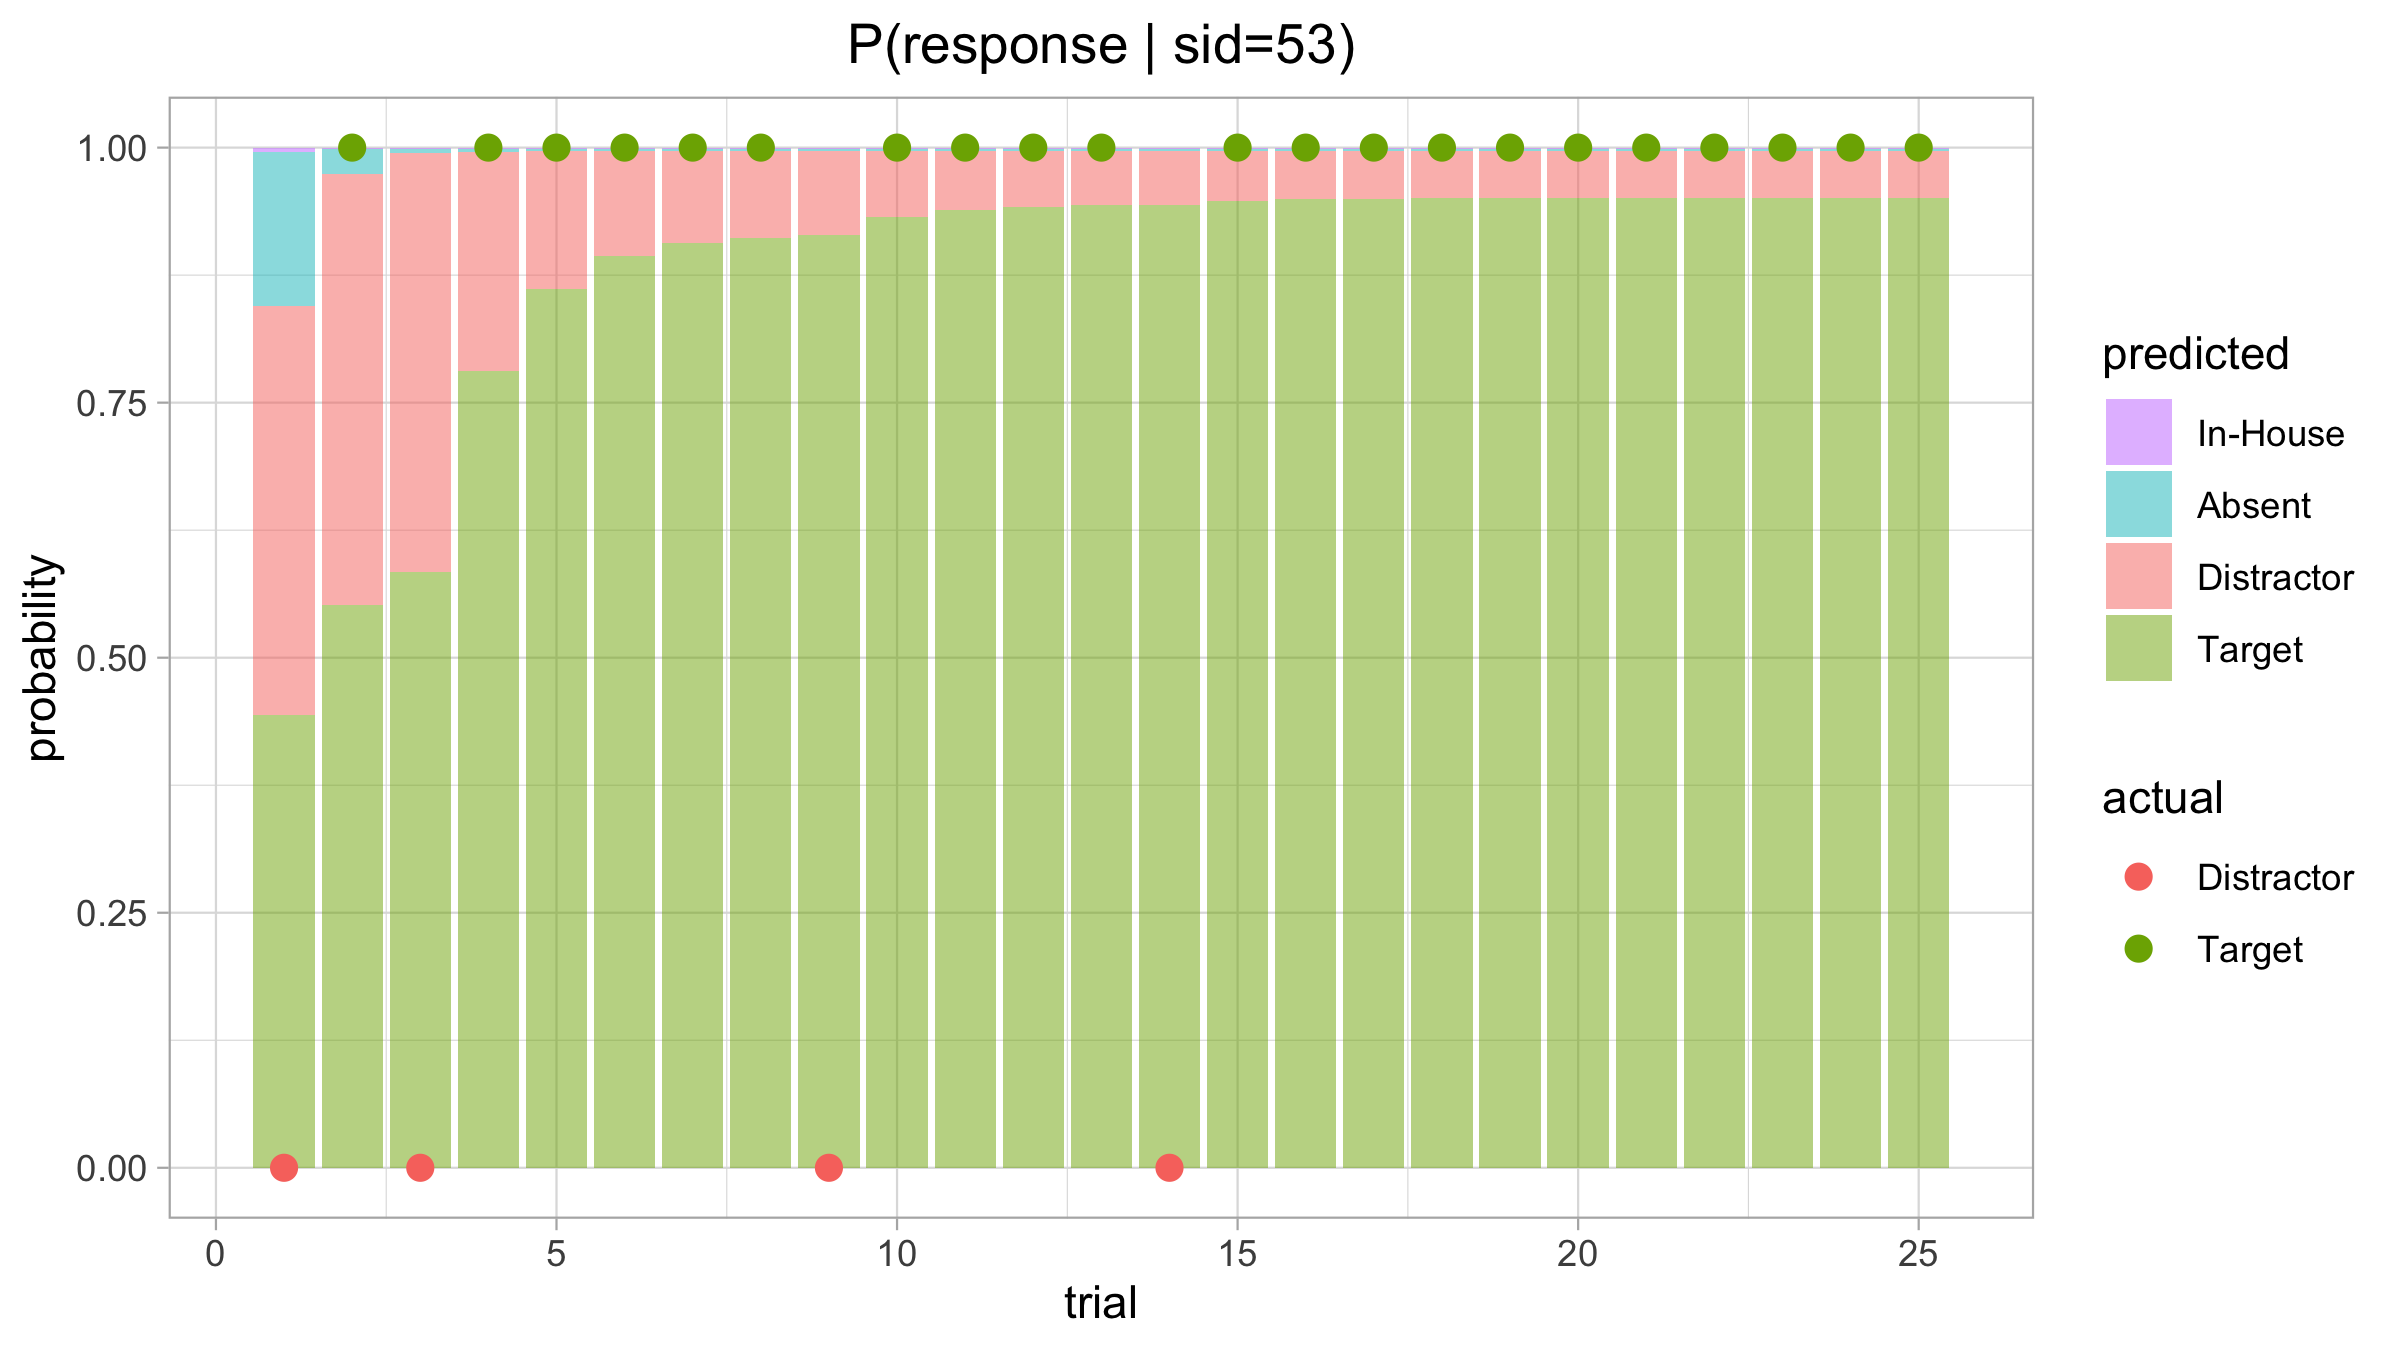 P(response | sid=53)
1.00
0.75
0.50
0.25
0.00
probability
0 5 10 15 20 25
trial
predicted
In-House
Absent
Distractor
Target
actual
Distractor
Target